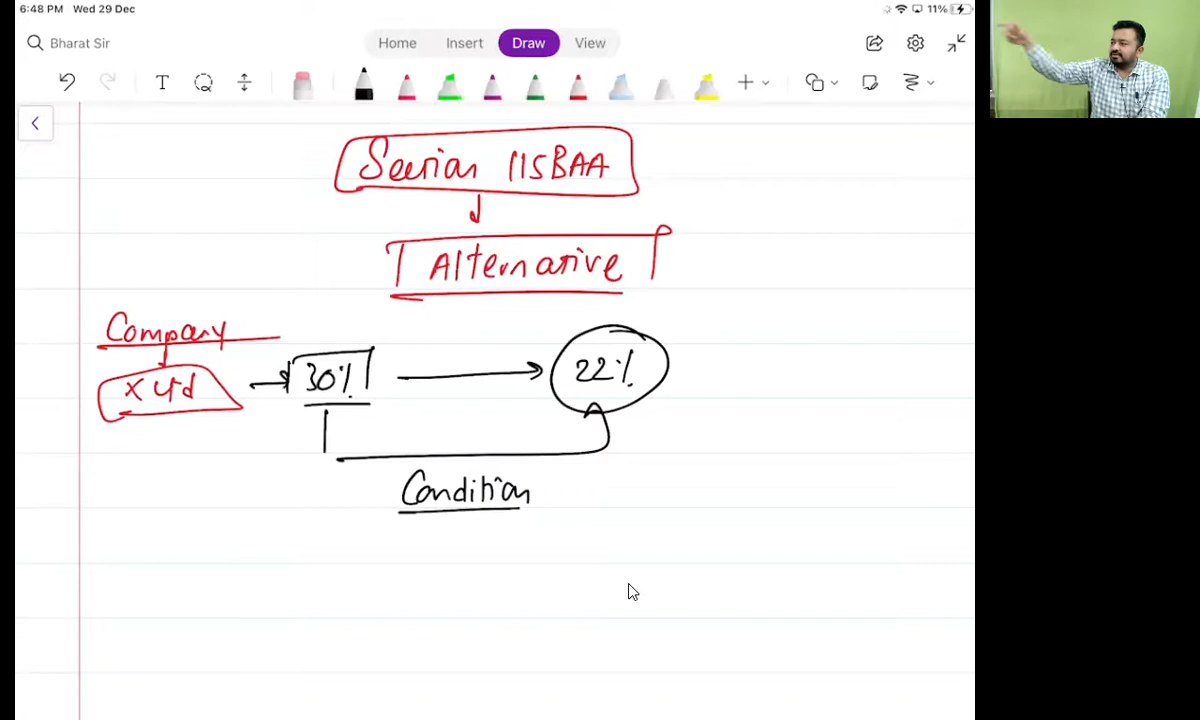 6:48 PM Wed 29 Dec
11%
Bharat Sir
Home Insert Draw View
T
Section 115BAA
Alternative
Company
X Ltd
30%
22%
Condition